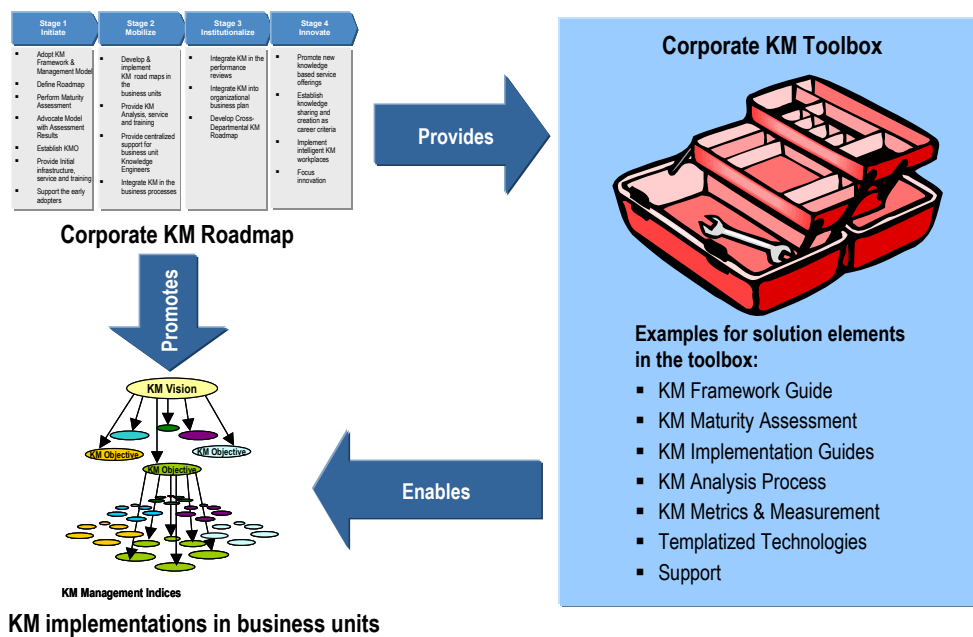 Stage 1
Initiate
▪ Adopt KM
Framework &
Management Model
▪ Define Roadmap
▪ Perform Maturity
Assessment
▪ Advocate Model
with Assessment
Results
▪ Establish KMO
▪ Provide Initial
infrastructure,
service and training
▪ Support the early
adopters
Stage 2
Mobilize
▪ Develop &
implement
KM road maps in
the
business units
▪ Provide KM
Analysis, service
and training
▪ Provide centralized
support for
business unit
Knowledge
Engineers
▪ Integrate KM in the
business processes
Stage 3
Institutionalize
▪ Integrate KM in the
performance
reviews
▪ Integrate KM into
organizational
business plan
▪ Develop Cross-
Departmental KM
Roadmap
Stage 4
Innovate
▪ Promote new
knowledge
based service
offerings
▪ Establish
knowledge
sharing and
creation as
career criteria
▪ Implement
intelligent KM
workplaces
▪ Focus
innovation
Corporate KM Roadmap
Provides
Corporate KM Toolbox
Examples for solution elements
in the toolbox:
▪ KM Framework Guide
▪ KM Maturity Assessment
▪ KM Implementation Guides
▪ KM Analysis Process
▪ KM Metrics & Measurement
▪ Templatized Technologies
▪ Support
Promotes
Enables
KM Vision
KM Objective
KM Objective
KM Objective
KM Management Indices
KM implementations in business units